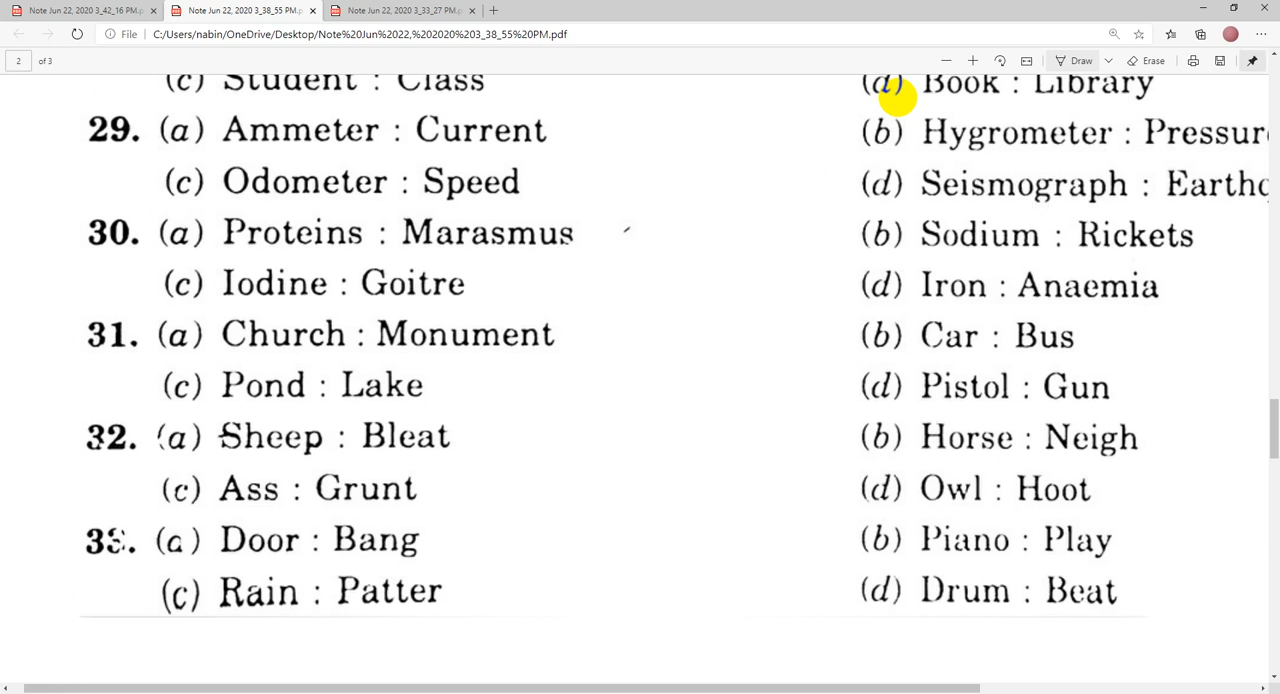 Note Jun 22, 2020 3_42_16 PM.p
Note Jun 22, 2020 3_38_55 PM.p
Note Jun 22, 2020 3_33_27 PM.p
File C:/Users/nabin/OneDrive/Desktop/Note%20Jun%2022,%202020%203_38_55%20PM.pdf
2 of 3 Draw Erase
(c) Student : Class (d) Book : Library
29. (a) Ammeter : Current (b) Hygrometer : Pressur
(c) Odometer : Speed (d) Seismograph : Earthq
30. (a) Proteins : Marasmus (b) Sodium : Rickets
(c) Iodine : Goitre (d) Iron : Anaemia
31. (a) Church : Monument (b) Car : Bus
(c) Pond : Lake (d) Pistol : Gun
32. (a) Sheep : Bleat (b) Horse : Neigh
(c) Ass : Grunt (d) Owl : Hoot
33. (a) Door : Bang (b) Piano : Play
(c) Rain : Patter (d) Drum : Beat